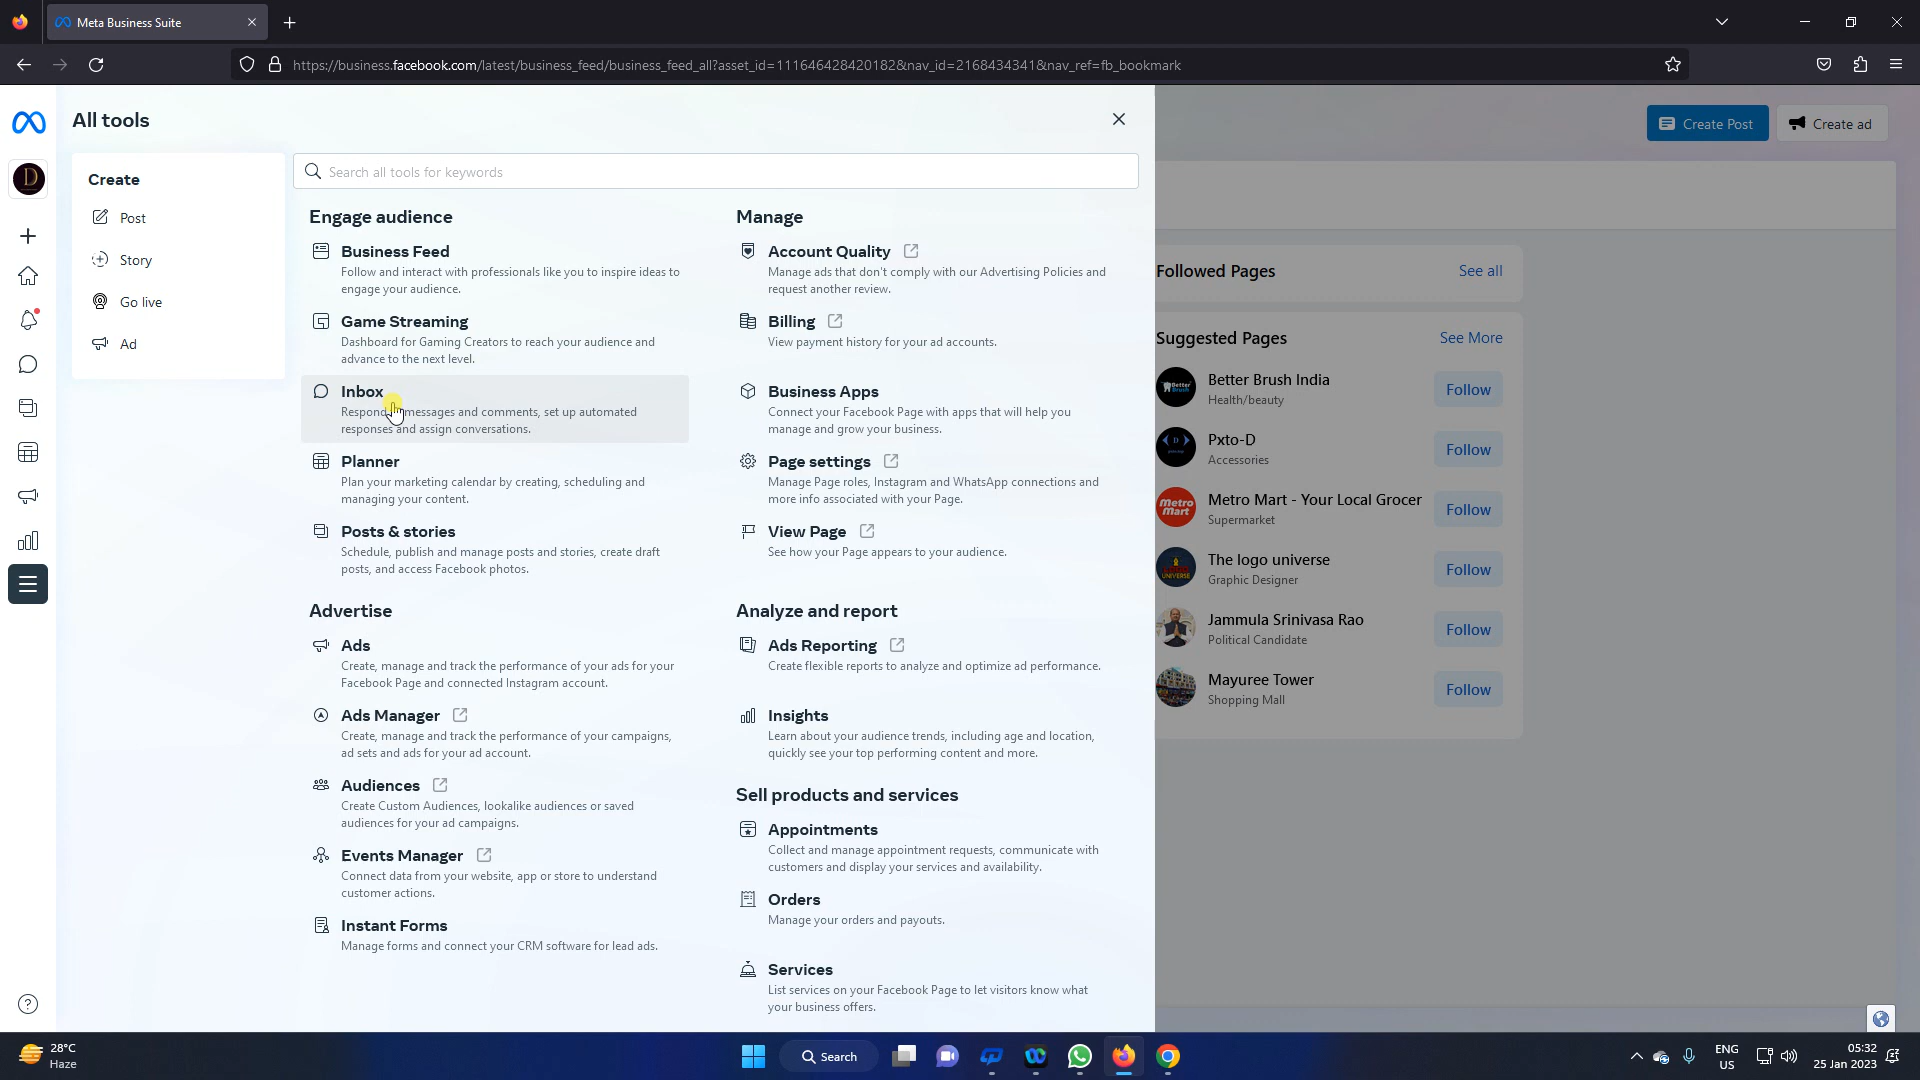 Meta Business Suite
https://business.facebook.com/latest/business_feed/business_feed_all?asset_id=111646428420182&nav_id=2168434341&nav_ref=fb_bookmark
All tools
Create Post
Create ad
D
Create
Post
Story
Go live
Ad
Search all tools for keywords
Engage audience
Business Feed
Follow and interact with professionals like you to inspire ideas to
engage your audience.
Game Streaming
Dashboard for Gaming Creators to reach your audience and
advance to the next level.
Inbox
Respond messages and comments, set up automated
responses and assign conversations.
Planner
Plan your marketing calendar by creating, scheduling and
managing your content.
Posts & stories
Schedule, publish and manage posts and stories, create draft
posts, and access Facebook photos.
Advertise
Ads
Create, manage and track the performance of your ads for your
Facebook Page and connected Instagram account.
Ads Manager
Create, manage and track the performance of your campaigns,
ad sets and ads for your ad account.
Audiences
Create Custom Audiences, lookalike audiences or saved
audiences for your ad campaigns.
Events Manager
Connect data from your website, app or store to understand
customer actions.
Instant Forms
Manage forms and connect your CRM software for lead ads.
Manage
Account Quality
Manage ads that don't comply with our Advertising Policies and
request another review.
Billing
View payment history for your ad accounts.
Business Apps
Connect your Facebook Page with apps that will help you
manage and grow your business.
Page settings
Manage Page roles, Instagram and WhatsApp connections and
more info associated with your Page.
View Page
See how your Page appears to your audience.
Analyze and report
Ads Reporting
Create flexible reports to analyze and optimize ad performance.
Insights
Learn about your audience trends, including age and location,
quickly see your top performing content and more.
Sell products and services
Appointments
Collect and manage appointment requests, communicate with
customers and display your services and availability.
Orders
Manage your orders and payouts.
Services
List services on your Facebook Page to let visitors know what
your business offers.
Followed Pages
See all
Suggested Pages
See More
Better Brush India
Health/beauty
Follow
Pxto-D
Accessories
Follow
Metro Mart - Your Local Grocer
Supermarket
Follow
The logo universe
Graphic Designer
Follow
Jammula Srinivasa Rao
Political Candidate
Follow
Mayuree Tower
Shopping Mall
Follow
28°C
Haze
Search
ENG
US
05:32
25 Jan 2023